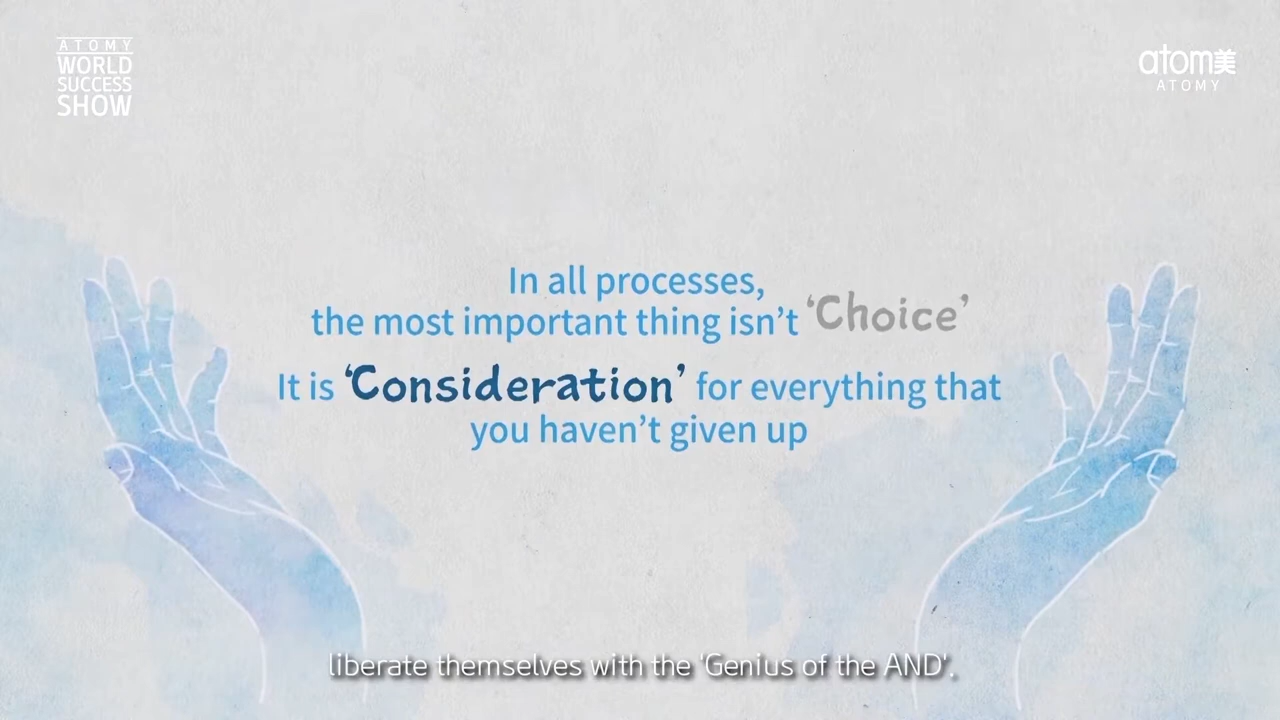 ATOMY
WORLD
SUCCESS
SHOW
atom美
ATOMY
In all processes,
the most important thing isn't 'Choice'
It is 'Consideration' for everything that
you haven't given up
liberate themselves with the 'Genius of the AND'.